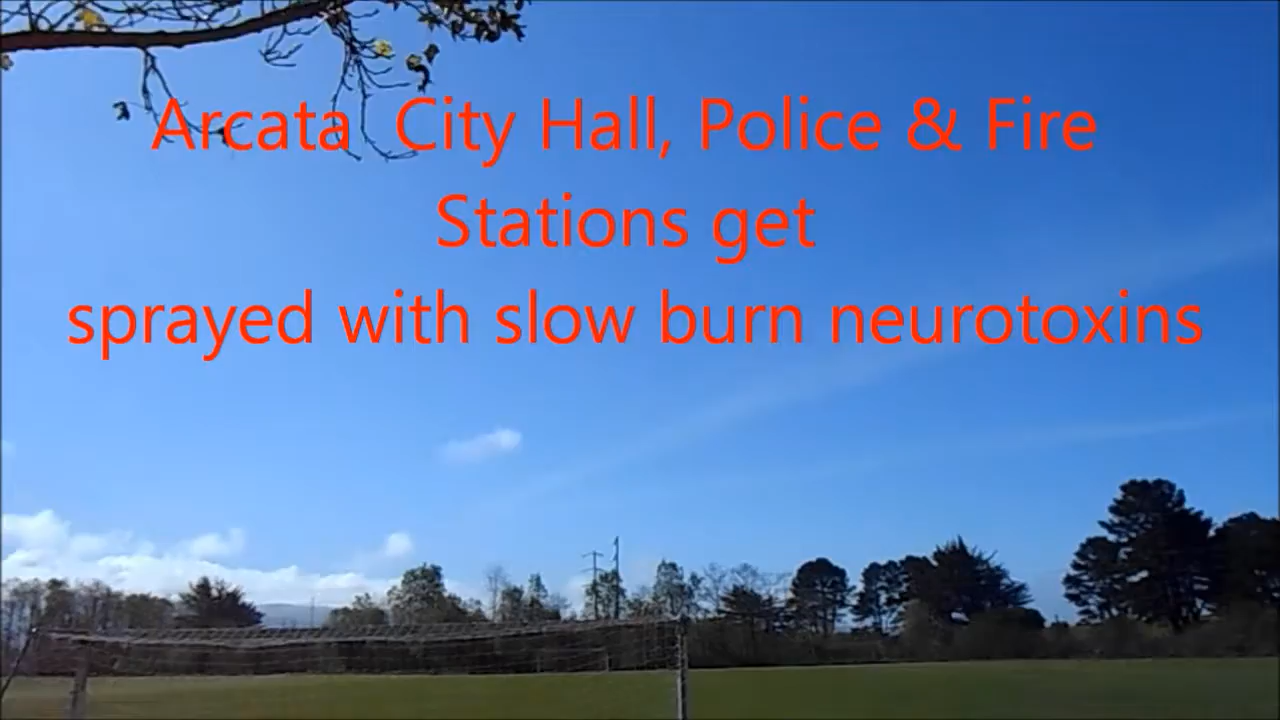 Arcata City Hall, Police & Fire
Stations get
sprayed with slow burn neurotoxins